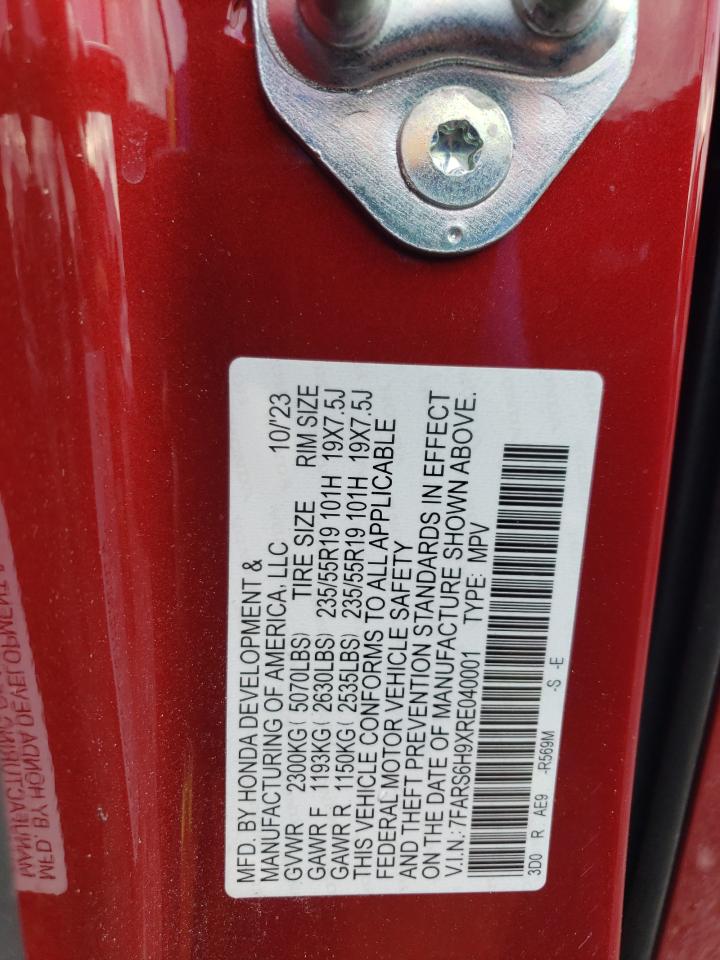 MFD. BY HONDA DEVELOPMENT &
MANUFACTURING OF AMERICA, LLC 10/'23
GVWR 2300KG( 5070LBS) TIRE SIZE RIM SIZE
GAWR F 1193KG( 2630LBS) 235/55R19 101H 19X7.5J
GAWR R 1150KG( 2535LBS) 235/55R19 101H 19X7.5J
THIS VEHICLE CONFORMS TO ALL APPLICABLE
FEDERAL MOTOR VEHICLE SAFETY
AND THEFT PREVENTION STANDARDS IN EFFECT
ON THE DATE OF MANUFACTURE SHOWN ABOVE.
V.I.N.: 7FARS6H9XRE040001 TYPE: MPV
3D0 R AE9 -R569M -S -E
MFD. BY HONDA DEVELOPMENT &